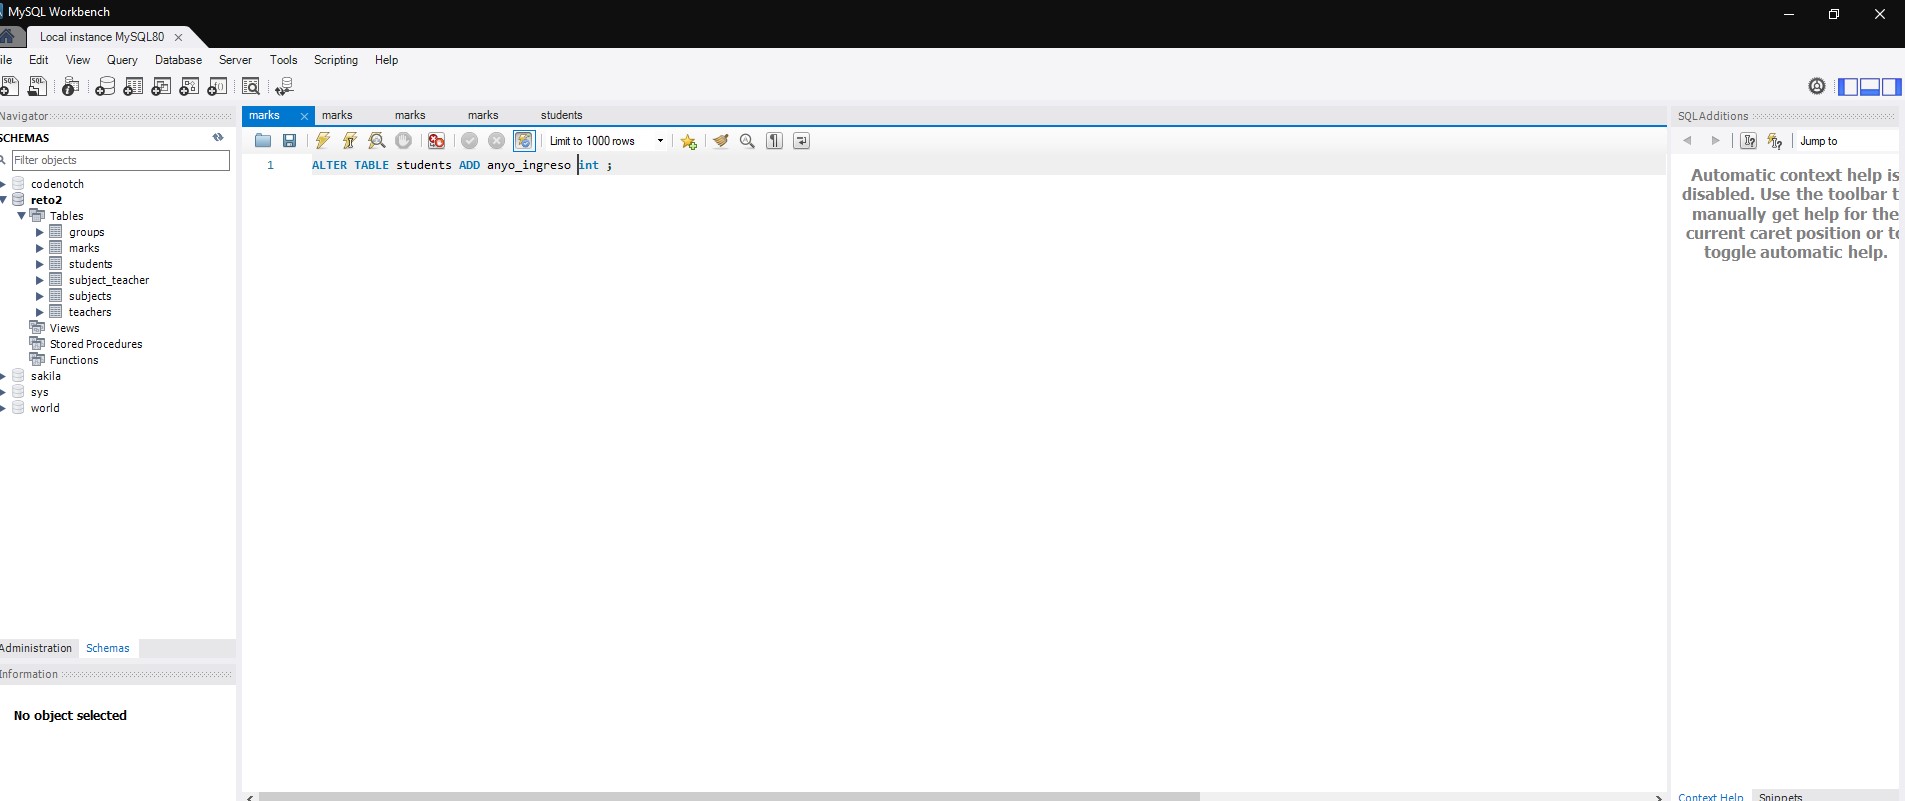 MySQL Workbench
Local instance MySQL80
ile Edit View Query Database Server Tools Scripting Help
Navigator
SCHEMAS
Filter objects
codenotch
reto2
Tables
groups
marks
students
subject_teacher
subjects
teachers
Views
Stored Procedures
Functions
sakila
sys
world
Administration Schemas
Information
No object selected
marks marks marks marks students
Limit to 1000 rows
1 ALTER TABLE students ADD anyo_ingreso int ;
SQLAdditions
Jump to
Automatic context help is
disabled. Use the toolbar t
manually get help for the
current caret position or to
toggle automatic help.
Context Help Snippets